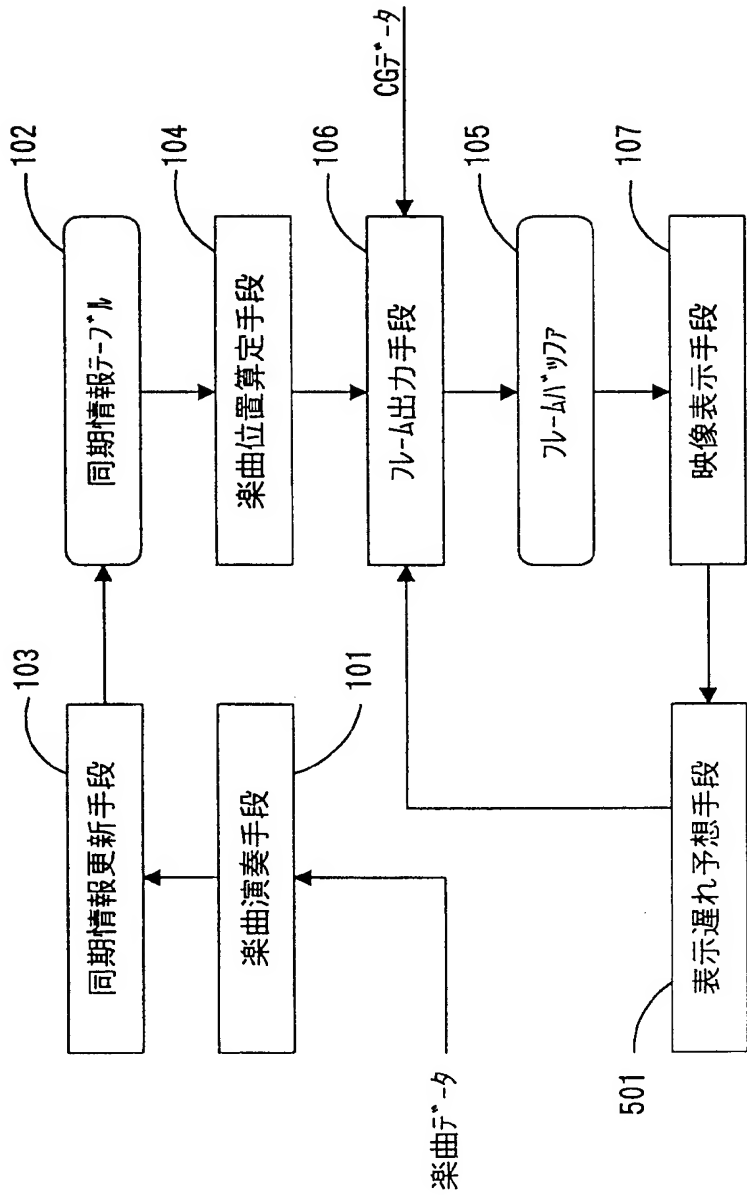 103
同期情報更新手段
102
同期情報ﾃｰﾌﾞﾙ
101
楽曲演奏手段
104
楽曲位置算定手段
楽曲ﾃﾞｰﾀ
106
ﾌﾚｰﾑ出力手段
CGﾃﾞｰﾀ
105
ﾌﾚｰﾑﾊﾞｯﾌｧ
501
表示遅れ予想手段
107
映像表示手段